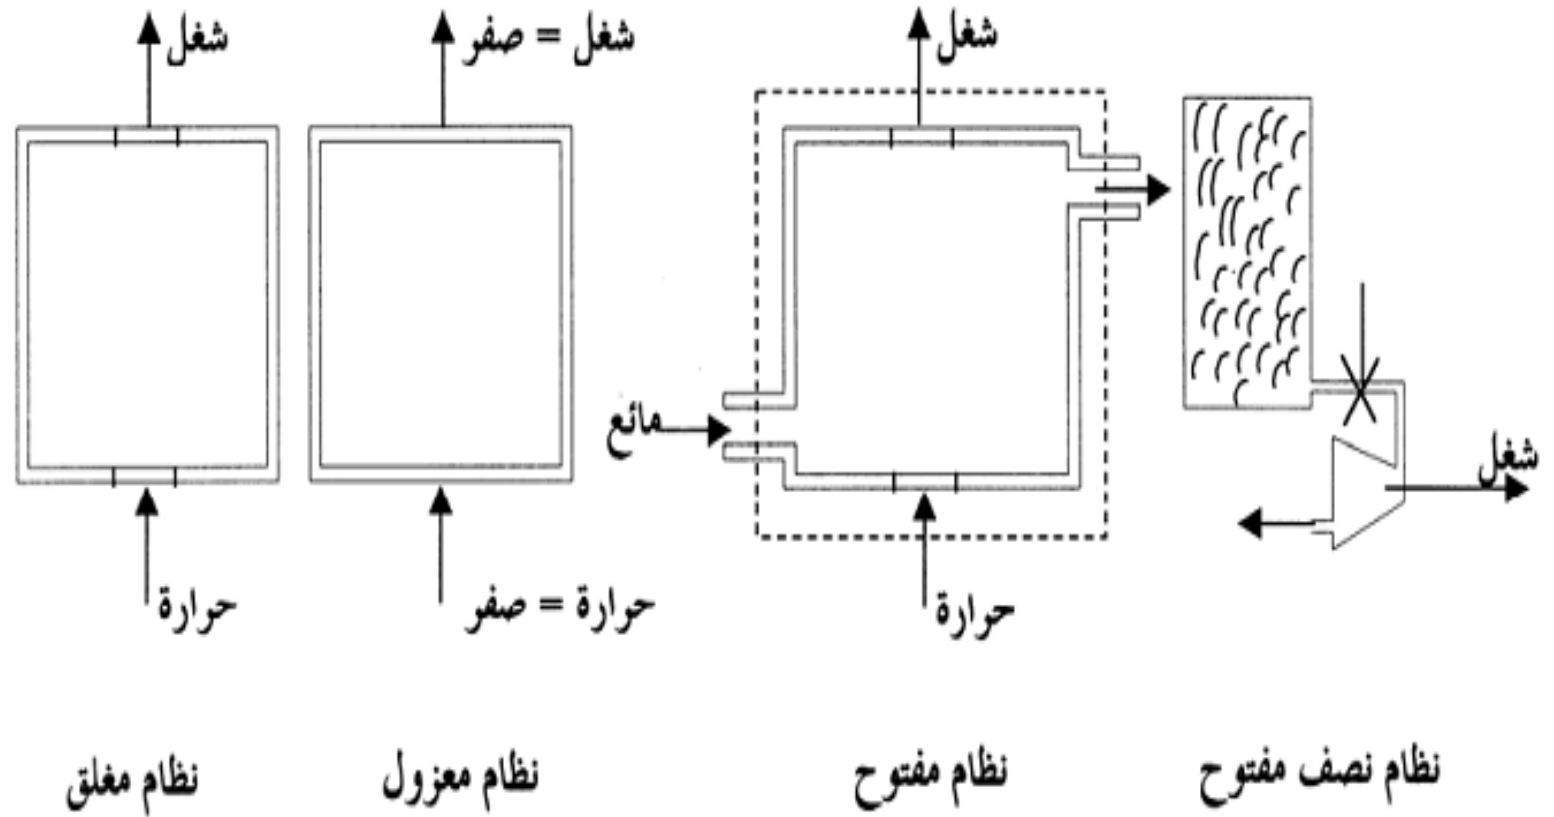 شغل
شغل = صفر
شغل
مائع
شغل
حرارة
حرارة = صفر
حرارة
نظام مغلق
نظام معزول
نظام مفتوح
نظام نصف مفتوح